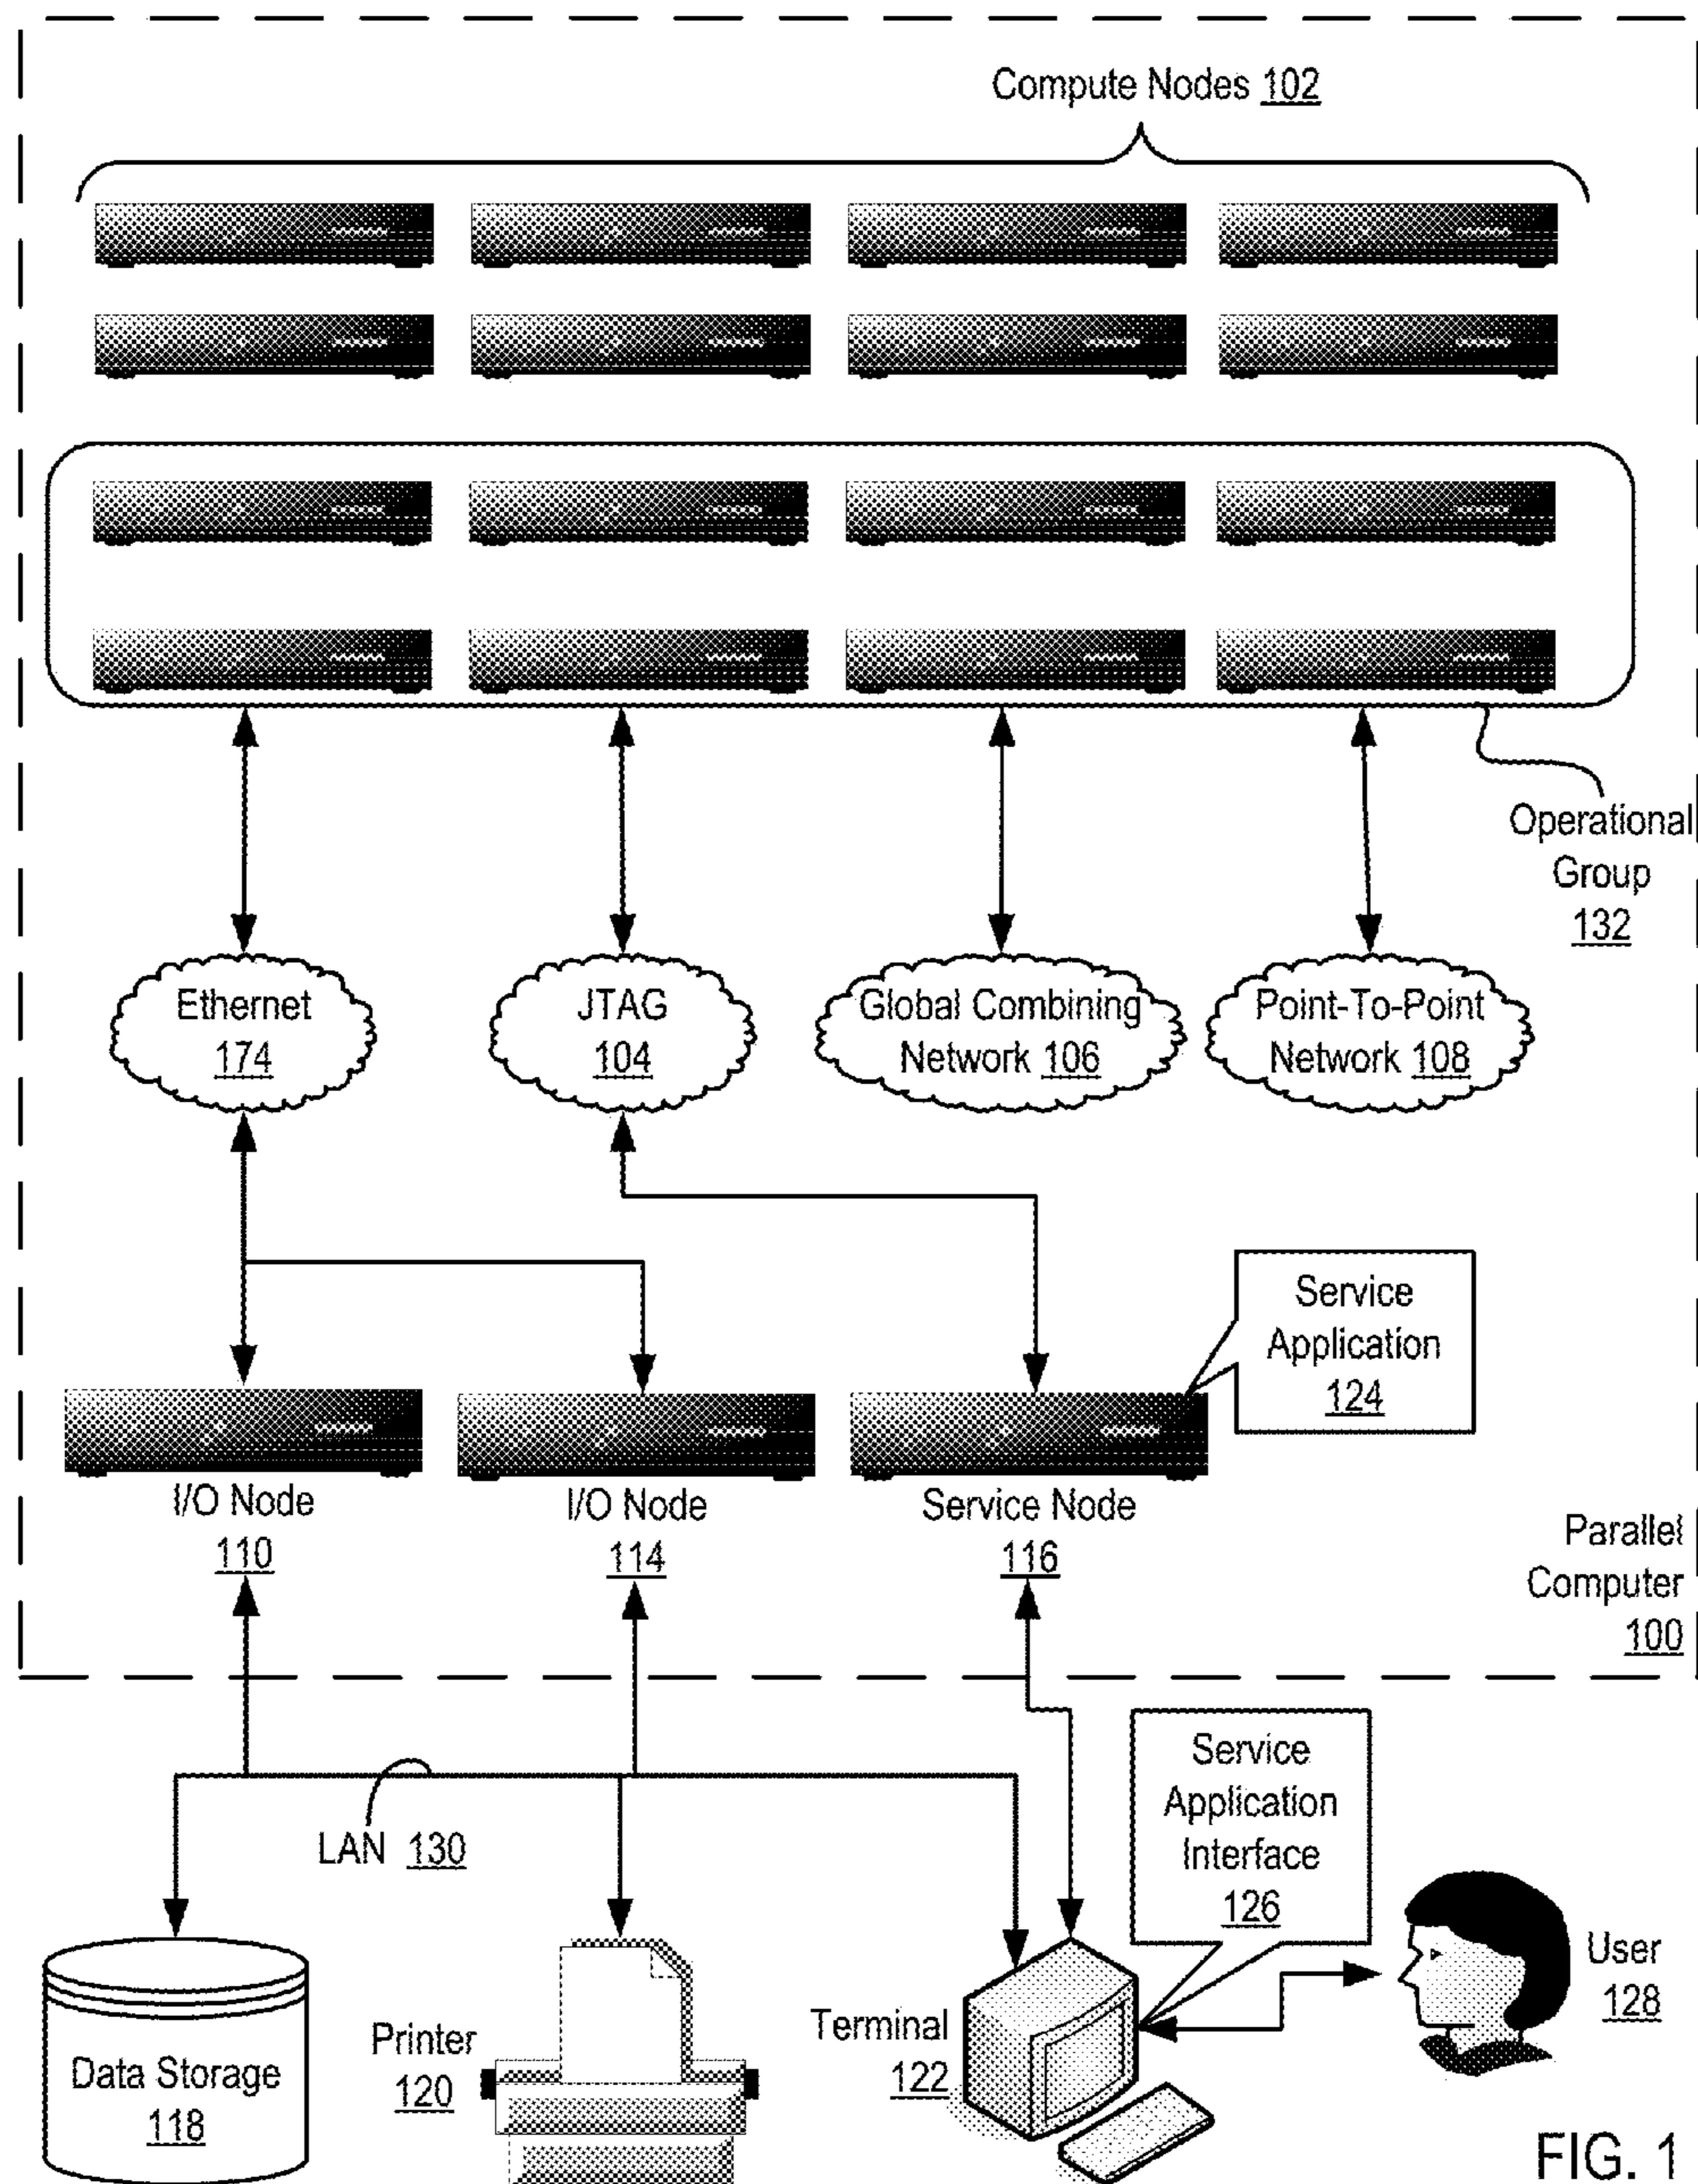 Compute Nodes 102
Operational
Group
132
Ethernet
174
JTAG
104
Global Combining
Network 106
Point-To-Point
Network 108
Service
Application
124
I/O Node
110
I/O Node
114
Service Node
116
Parallel
Computer
100
LAN 130
Service
Application
Interface
126
Data Storage
118
Printer
120
Terminal
122
User
128
FIG. 1